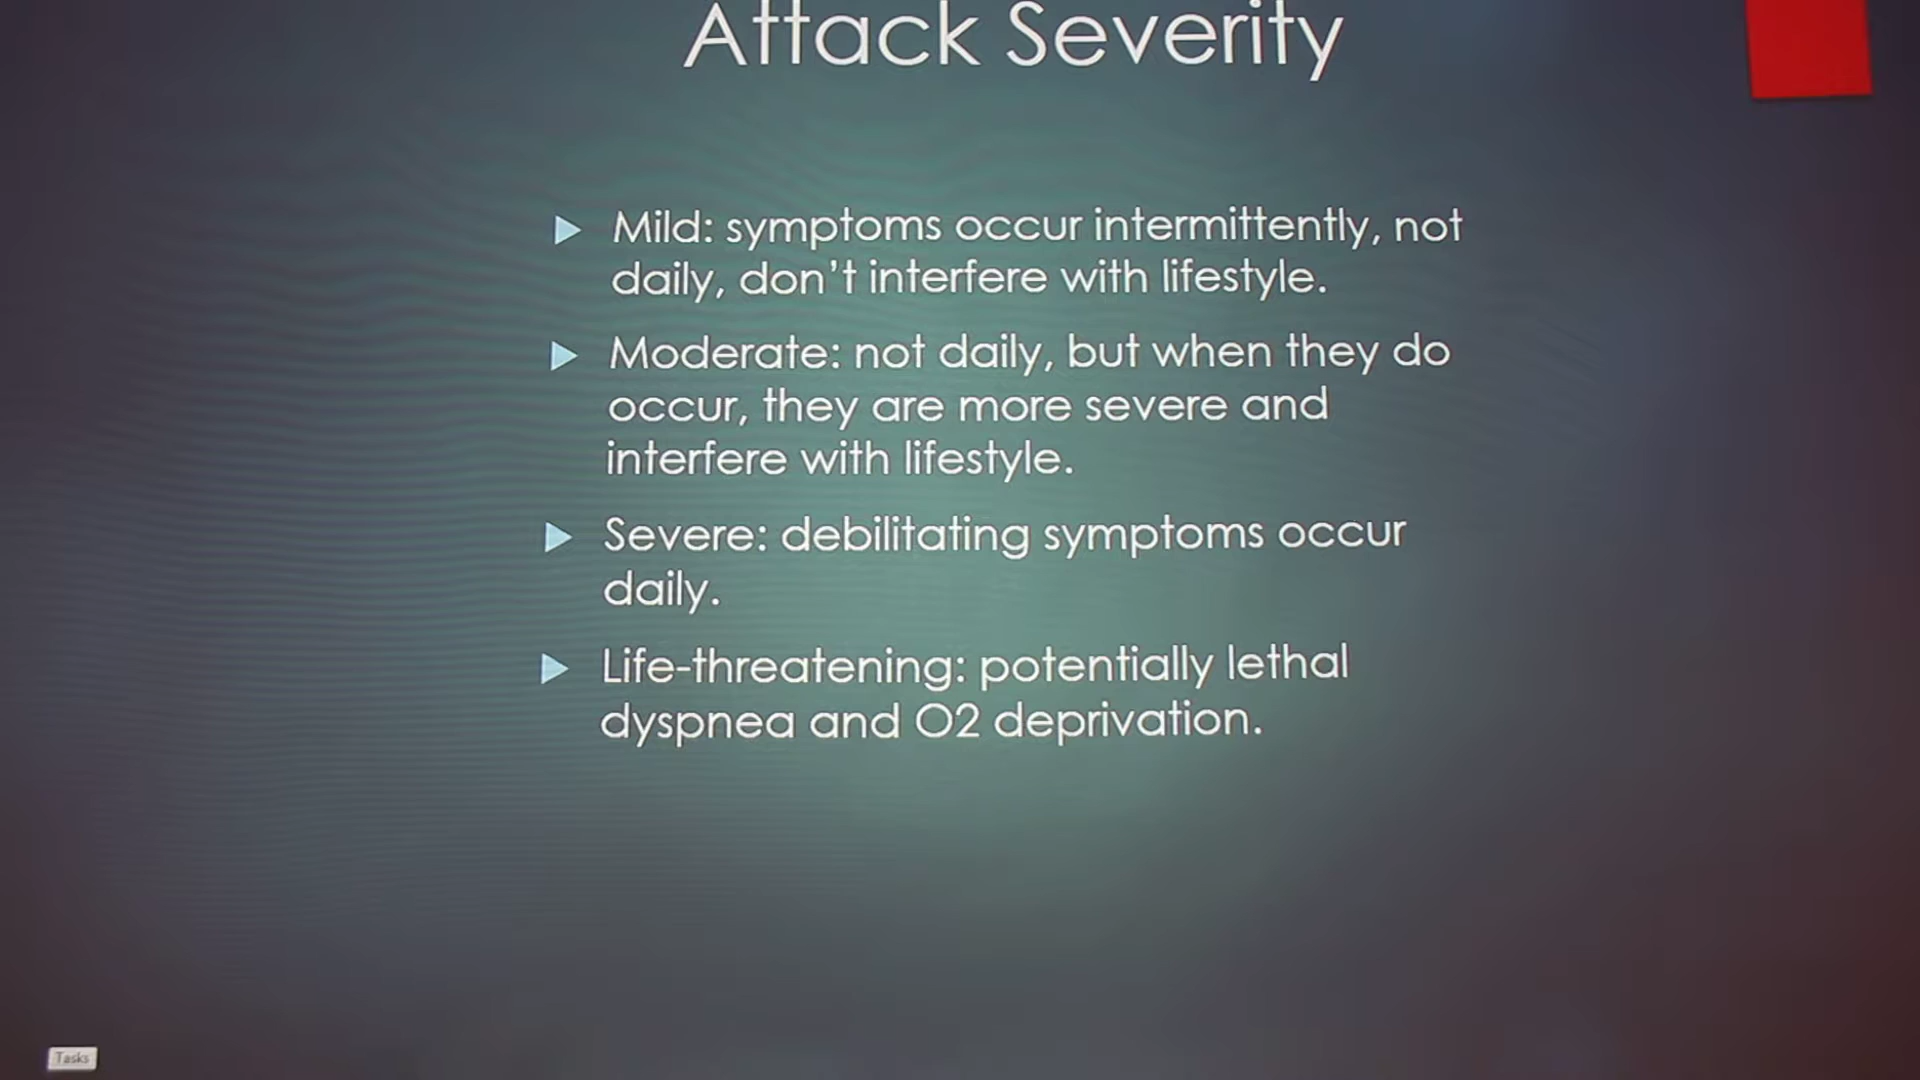 Attack Severity
Mild: symptoms occur intermittently, not
daily, don't interfere with lifestyle.
Moderate: not daily, but when they do
occur, they are more severe and
interfere with lifestyle.
Severe: debilitating symptoms occur
daily.
Life-threatening: potentially lethal
dyspnea and O2 deprivation.
Tasks